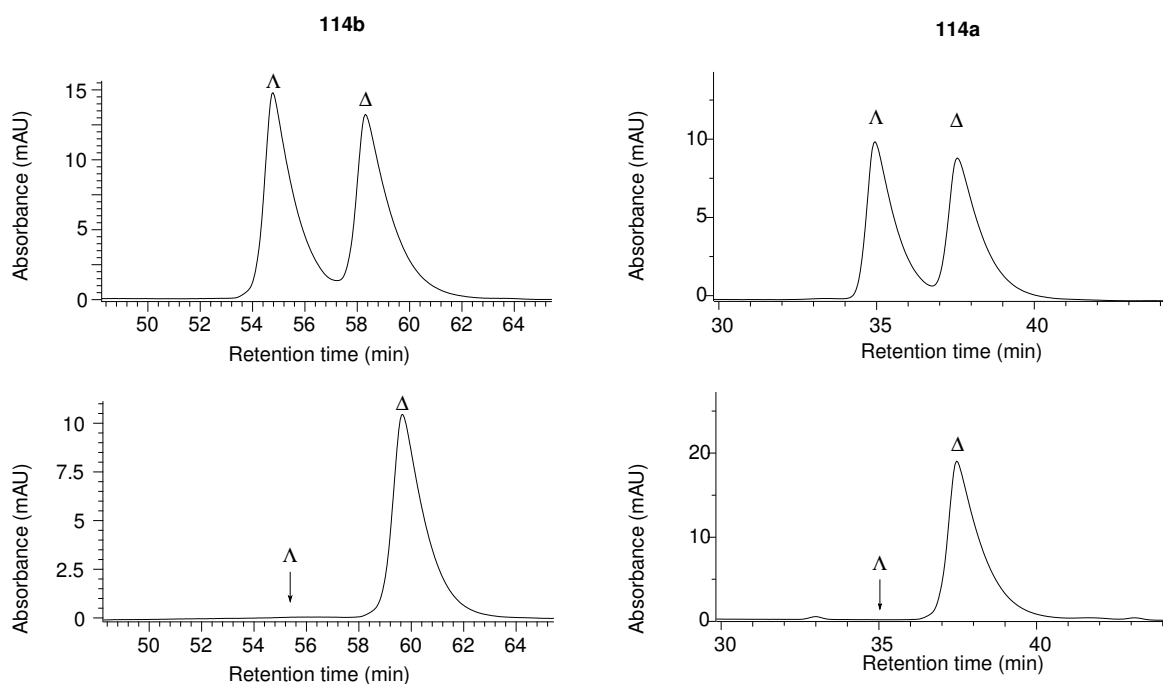 114b
114a
Λ
Δ
Absorbance (mAU)
15
10
5
0
50 52 54 56 58 60 62 64
Retention time (min)
Λ
Δ
Absorbance (mAU)
10
5
0
30 35 40
Retention time (min)
Δ
Λ
Absorbance (mAU)
10
7.5
5
2.5
0
50 52 54 56 58 60 62 64
Retention time (min)
Δ
Λ
Absorbance (mAU)
20
10
0
30 35 40
Retention time (min)